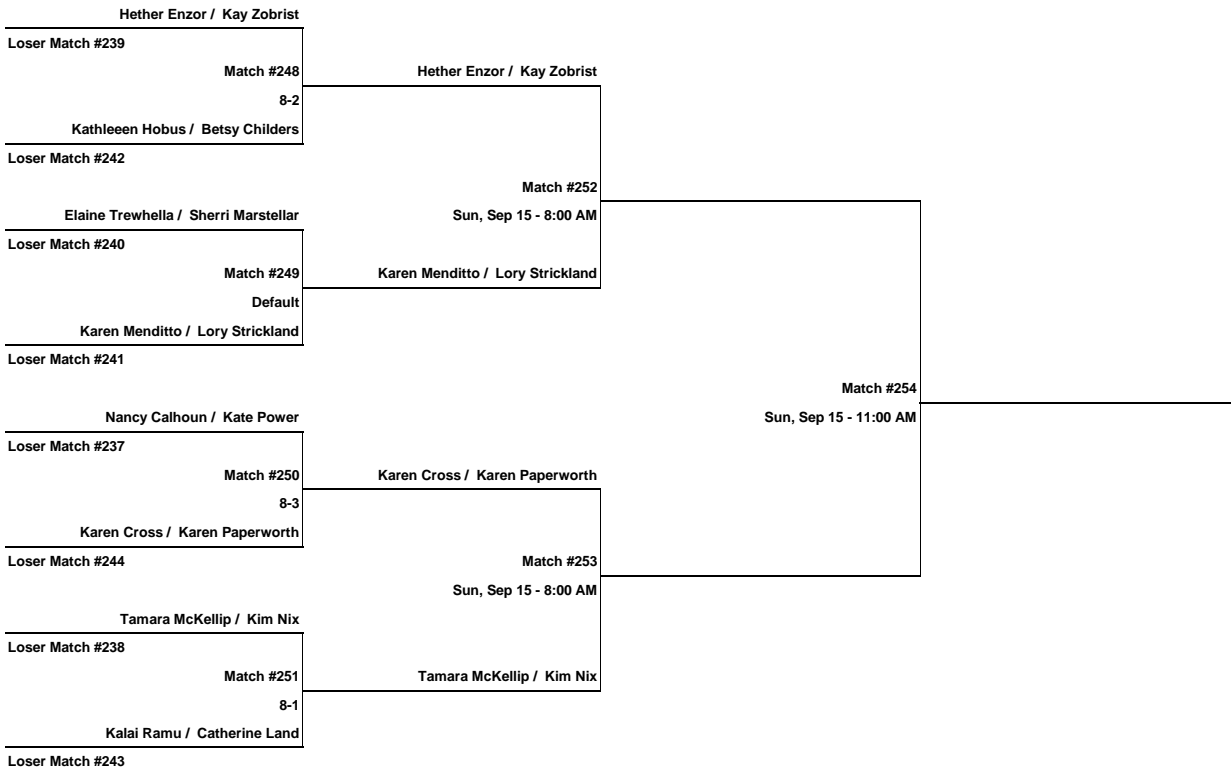 Hether Enzor / Kay Zobrist
Loser Match #239
Match #248
Hether Enzor / Kay Zobrist
8-2
Kathleeen Hobus / Betsy Childers
Loser Match #242
Match #252
Elaine Trewhella / Sherri Marstellar
Sun, Sep 15 - 8:00 AM
Loser Match #240
Match #249
Karen Menditto / Lory Strickland
Default
Karen Menditto / Lory Strickland
Loser Match #241
Match #254
Nancy Calhoun / Kate Power
Sun, Sep 15 - 11:00 AM
Loser Match #237
Match #250
Karen Cross / Karen Paperworth
8-3
Karen Cross / Karen Paperworth
Loser Match #244
Match #253
Sun, Sep 15 - 8:00 AM
Tamara McKellip / Kim Nix
Loser Match #238
Match #251
Tamara McKellip / Kim Nix
8-1
Kalai Ramu / Catherine Land
Loser Match #243